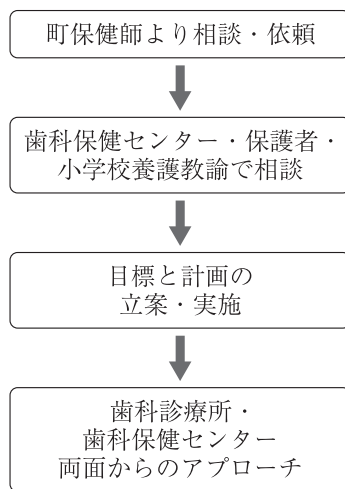 町保健師より相談・依頼
歯科保健センター・保護者・
小学校養護教諭で相談
目標と計画の
立案・実施
歯科診療所・
歯科保健センター
両面からのアプローチ